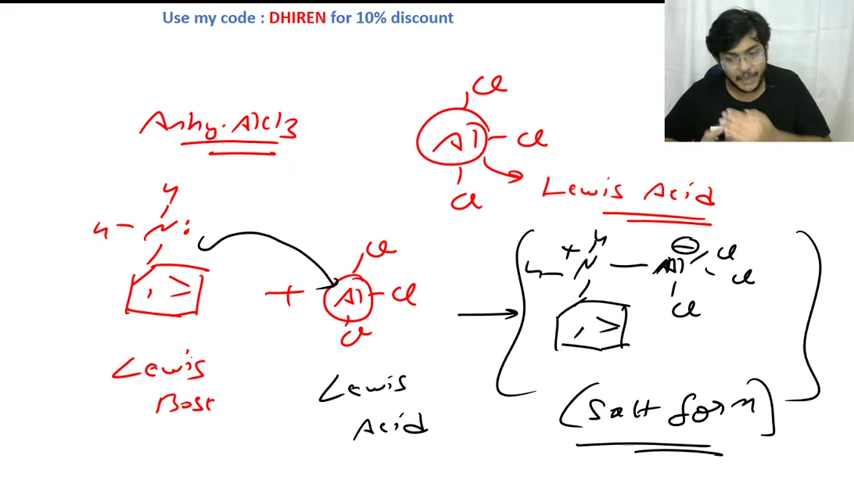 Use my code : DHIREN for 10% discount
Anhy. AlCl3
Cl
Al
Cl
Cl
Lewis Acid
H
H
N:
+
Cl
Al
Cl
Cl
Lewis
Base
Lewis
Acid
H
+
H
N
⊖
Al
Cl
Cl
Cl
(Salt form)